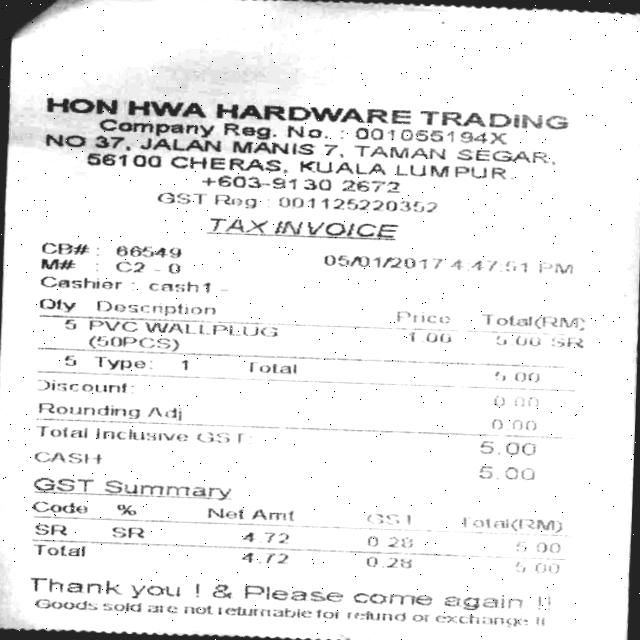 HON HWA HARDWARE TRADING
Company Reg. No. : 001055194X
NO 37, JALAN MANIS 7, TAMAN SEGAR,
56100 CHERAS, KUALA LUMPUR
+603-9130 2672
GST Reg : 001125220352
TAX INVOICE
CB# : 66549
M# : C2 - 0 05/01/2017 4:47:51 PM
Cashier : cash1 -
Qty Description Price Total(RM)
5 PVC WALLPLUG 1.00 5.00 SR
(50PCS)
5 Type: 1 Total 5.00
Discount: 0.00
Rounding Adj 0.00
Total Inclusive GST: 5.00
CASH 5.00
GST Summary
Code % Net Amt GST Total(RM)
SR SR 4.72 0.28 5.00
Total 4.72 0.28 5.00
Thank you ! & Please come again !!
Goods sold are not returnable for refund or exchange !!